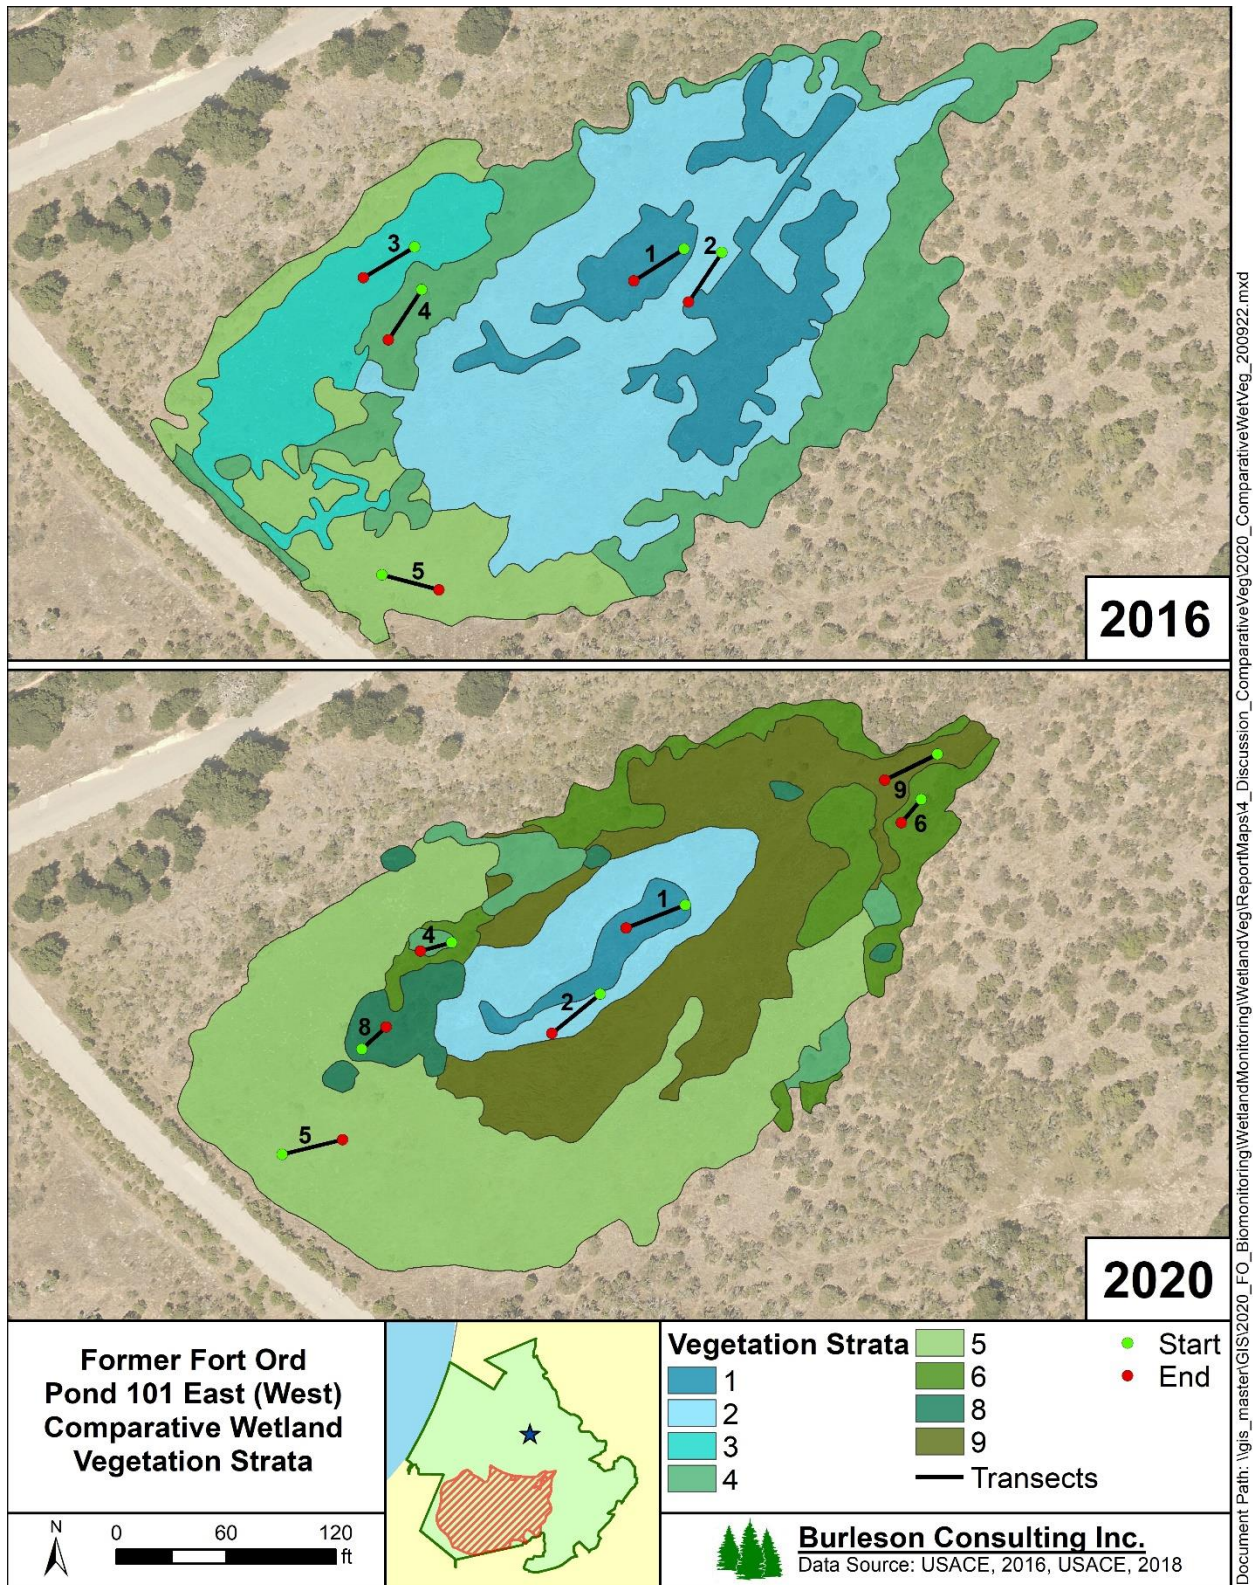 3
1
2
4
5
2016
1
9
6
4
2
8
5
2020
Former Fort Ord
Pond 101 East (West)
Comparative Wetland
Vegetation Strata
N
0 60 120
ft
Vegetation Strata
1
2
3
4
5
6
8
9
Transects
Start
End
Burleson Consulting Inc.
Data Source: USACE, 2016, USACE, 2018
Document Path: \\gis_master\GIS\2020_FO_Biomonitoring\WetlandMonitoring\WetlandVeg\ReportMaps\4_Discussion_ComparativeVeg\2020_ComparativeWetVeg_200922.mxd